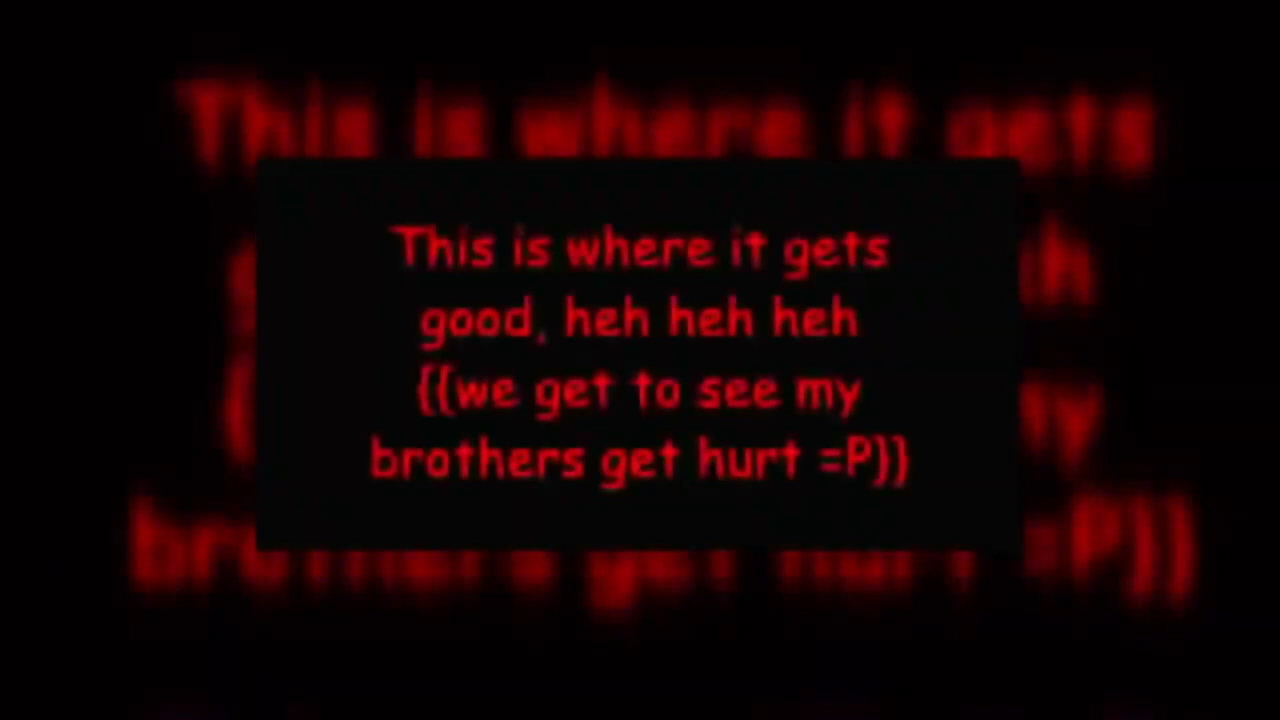 This is where it gets
good, heh heh heh
{{we get to see my
brothers get hurt =P}}